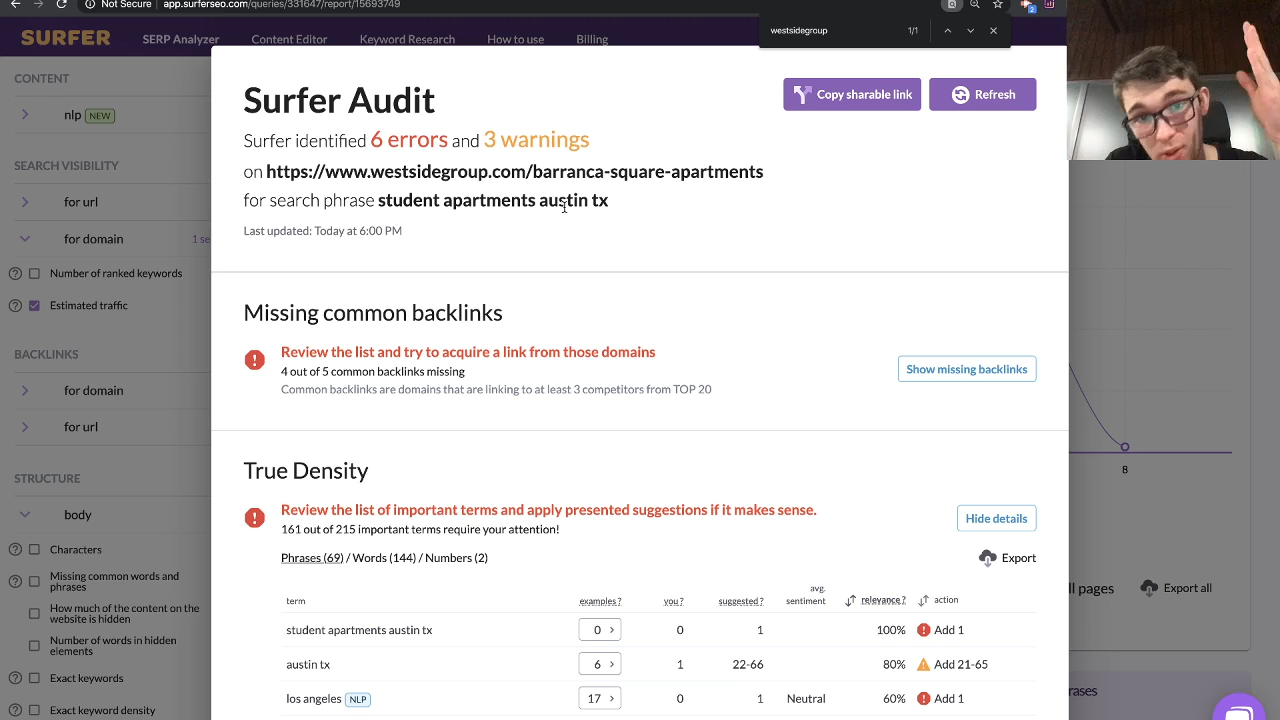 Not Secure app.surferseo.com/queries/331647/report/15693749
2
SURFER SERP Analyzer Content Editor Keyword Research How to use Billing
westsidegroup 1/1
CONTENT
nlp NEW
SEARCH VISIBILITY
for url
for domain 1 se
Number of ranked keywords
Estimated traffic
BACKLINKS
for domain
for url
STRUCTURE
body
Characters
Missing common words and
phrases
How much of the content on the
website is hidden
Number of words in hidden
elements
Exact keywords
Exact keyword density
Surfer Audit
Copy sharable link
Refresh
Surfer identified 6 errors and 3 warnings
on https://www.westsidegroup.com/barranca-square-apartments
for search phrase student apartments austin tx
Last updated: Today at 6:00 PM
Missing common backlinks
Review the list and try to acquire a link from those domains
4 out of 5 common backlinks missing
Common backlinks are domains that are linking to at least 3 competitors from TOP 20
Show missing backlinks
True Density
Review the list of important terms and apply presented suggestions if it makes sense.
161 out of 215 important terms require your attention!
Hide details
Phrases (69) / Words (144) / Numbers (2)
Export
term examples ? you ? suggested ? avg. sentiment relevance ? action
student apartments austin tx 0 > 0 1 100% Add 1
austin tx 6 > 1 22-66 80% Add 21-65
los angeles NLP 17 > 0 1 Neutral 60% Add 1
8
ll pages Export all
rases